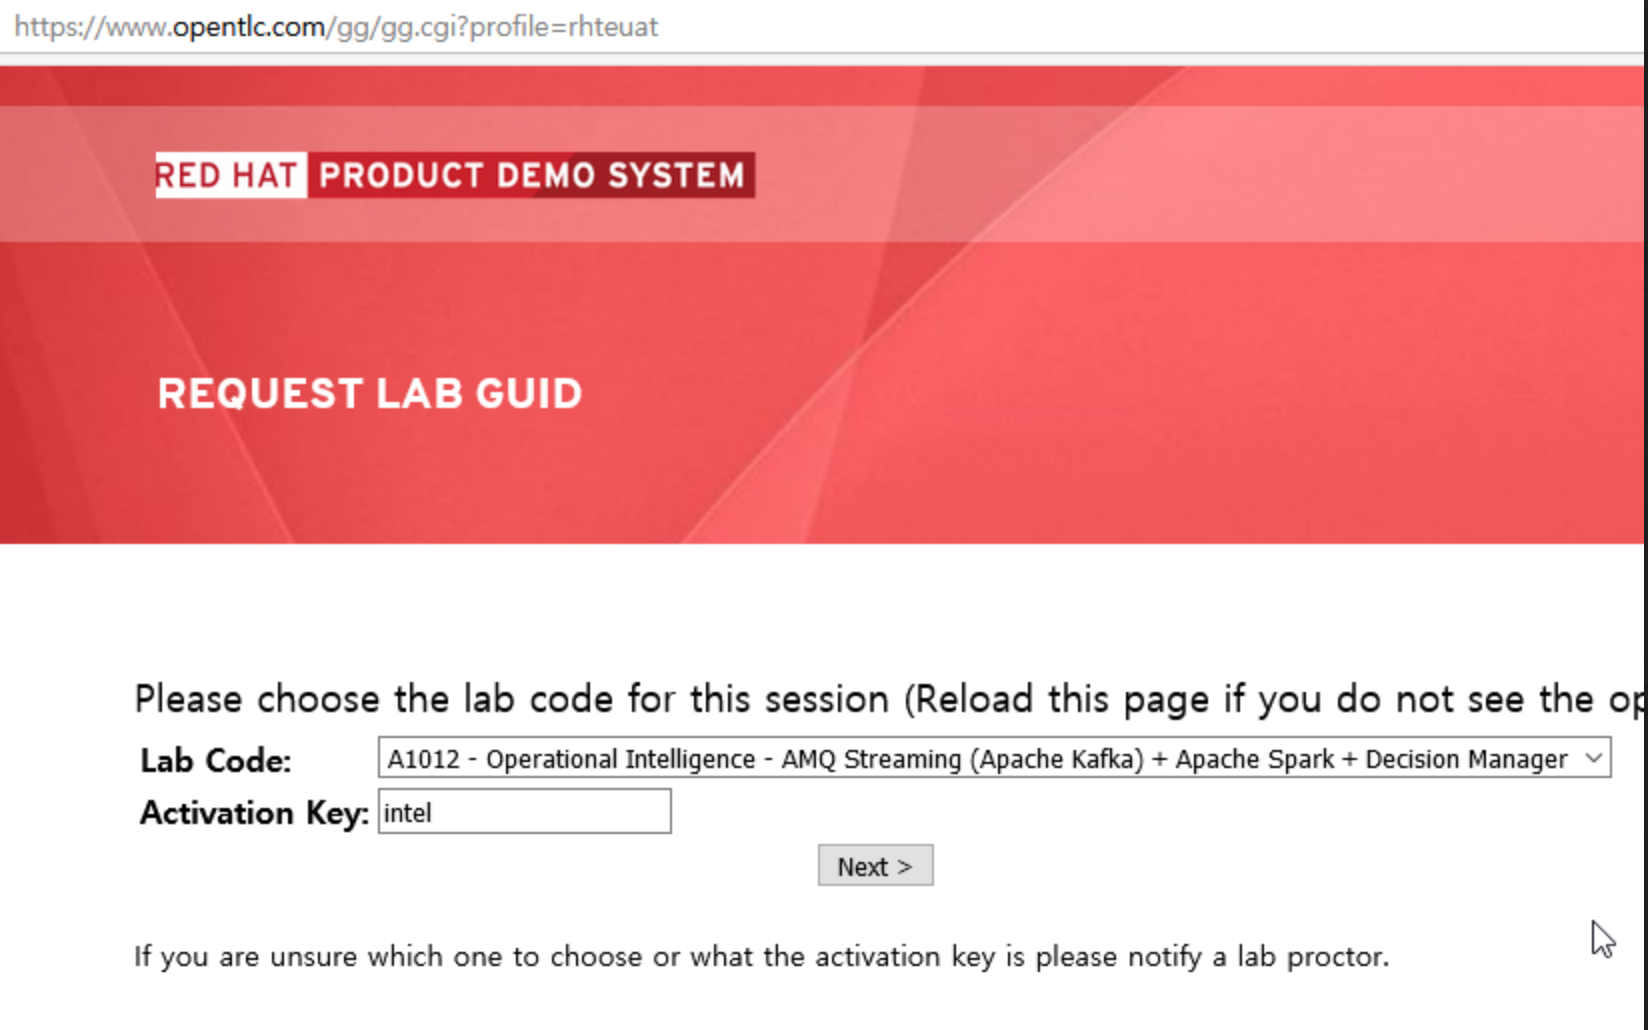 https://www.opentlc.com/gg/gg.cgi?profile=rhteuat
RED HAT PRODUCT DEMO SYSTEM
REQUEST LAB GUID
Please choose the lab code for this session (Reload this page if you do not see the
Lab Code: A1012 - Operational Intelligence - AMQ Streaming (Apache Kafka) + Apache Spark + Decision Manager
Activation Key: intel
Next >
If you are unsure which one to choose or what the activation key is please notify a lab proctor.